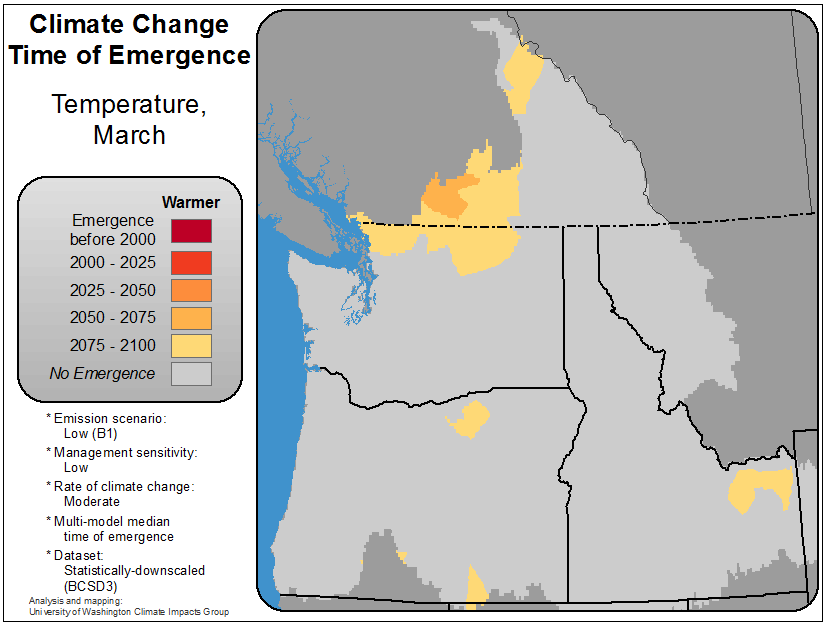 Climate Change
Time of Emergence
Temperature,
March
Warmer
Emergence
before 2000
2000 - 2025
2025 - 2050
2050 - 2075
2075 - 2100
No Emergence
* Emission scenario:
Low (B1)
* Management sensitivity:
Low
* Rate of climate change:
Moderate
* Multi-model median
time of emergence
* Dataset:
Statistically-downscaled
(BCSD3)
Analysis and mapping:
University of Washington Climate Impacts Group